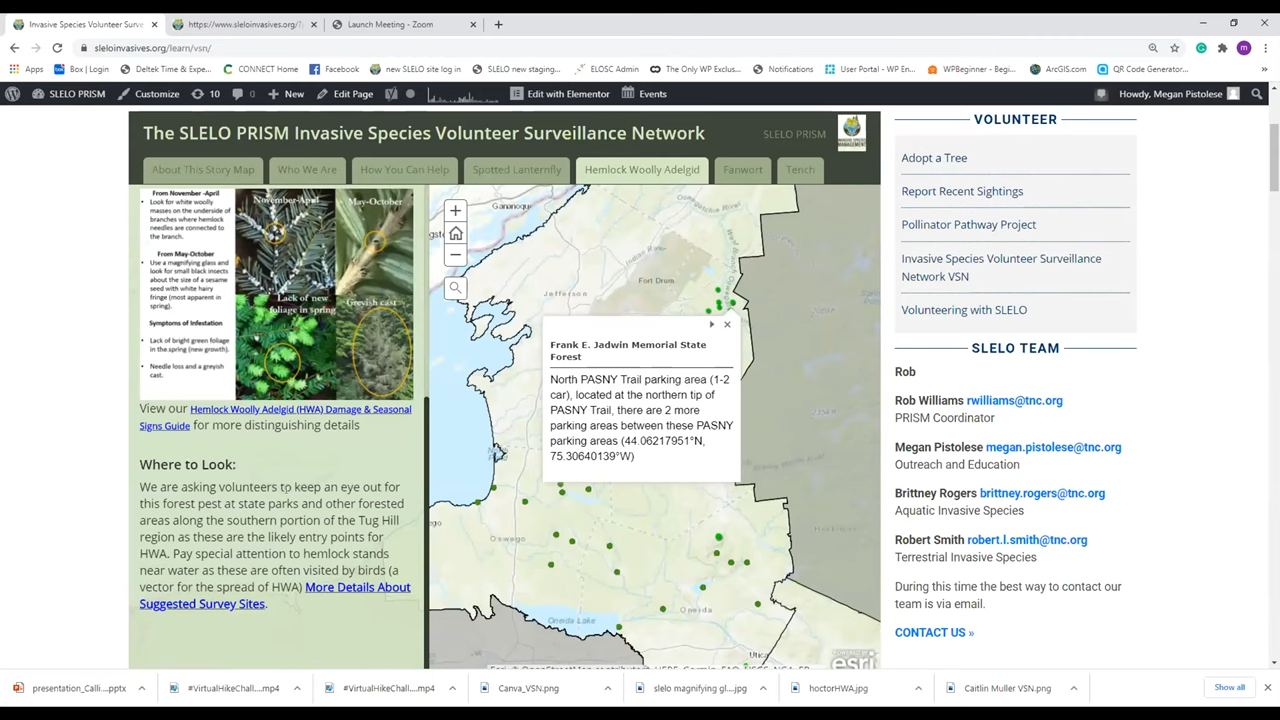 Invasive Species Volunteer Surve
https://www.sleloinvasives.org/?
Launch Meeting - Zoom
sleloinvasives.org/learn/vsn/
Apps
Box | Login
Deltek Time & Expe...
CONNECT Home
Facebook
new SLELO site log in
SLELO new staging...
ELOSC Admin
The Only WP Exclus...
Notifications
User Portal - WP En...
WPBeginner - Begi...
ArcGIS.com
QR Code Generator...
SLELO PRISM
Customize
10
0
New
Edit Page
Edit with Elementor
Events
Howdy, Megan Pistolese
The SLELO PRISM Invasive Species Volunteer Surveillance Network
SLELO PRISM
About This Story Map
Who We Are
How You Can Help
Spotted Lanternfly
Hemlock Woolly Adelgid
Fanwort
Tench
From November -April
Look for white woolly
masses on the underside of
branches where hemlock
needles are connected to
the branch.
From May-October
Use a magnifying glass and
look for small black insects
about the size of a sesame
seed with white hairy
fringe (most apparent in
spring).
Symptoms of Infestation
Lack of bright green foliage
in the spring (new growth).
Needle loss and a greyish
cast.
November-April
May-October
Lack of new
foliage in spring
Greyish cast
View our Hemlock Woolly Adelgid (HWA) Damage & Seasonal
Signs Guide for more distinguishing details
Where to Look:
We are asking volunteers to keep an eye out for
this forest pest at state parks and other forested
areas along the southern portion of the Tug Hill
region as these are the likely entry points for
HWA. Pay special attention to hemlock stands
near water as these are often visited by birds (a
vector for the spread of HWA) More Details About
Suggested Survey Sites.
Gananoque
Jefferson
Fort Drum
Frank E. Jadwin Memorial State
Forest
North PASNY Trail parking area (1-2
car), located at the northern tip of
PASNY Trail, there are 2 more
parking areas between these PASNY
parking areas (44.06217951°N,
75.30640139°W)
Oswego
Oneida
Oneida Lake
Utica
POWERED BY
esri
VOLUNTEER
Adopt a Tree
Report Recent Sightings
Pollinator Pathway Project
Invasive Species Volunteer Surveillance
Network VSN
Volunteering with SLELO
SLELO TEAM
Rob
Rob Williams rwilliams@tnc.org
PRISM Coordinator
Megan Pistolese megan.pistolese@tnc.org
Outreach and Education
Brittney Rogers brittney.rogers@tnc.org
Aquatic Invasive Species
Robert Smith robert.l.smith@tnc.org
Terrestrial Invasive Species
During this time the best way to contact our
team is via email.
CONTACT US »
presentation_Calli....pptx
#VirtualHikeChall....mp4
#VirtualHikeChall....mp4
Canva_VSN.png
slelo magnifying gl....jpg
hoctorHWA.jpg
Caitlin Muller VSN.png
Show all